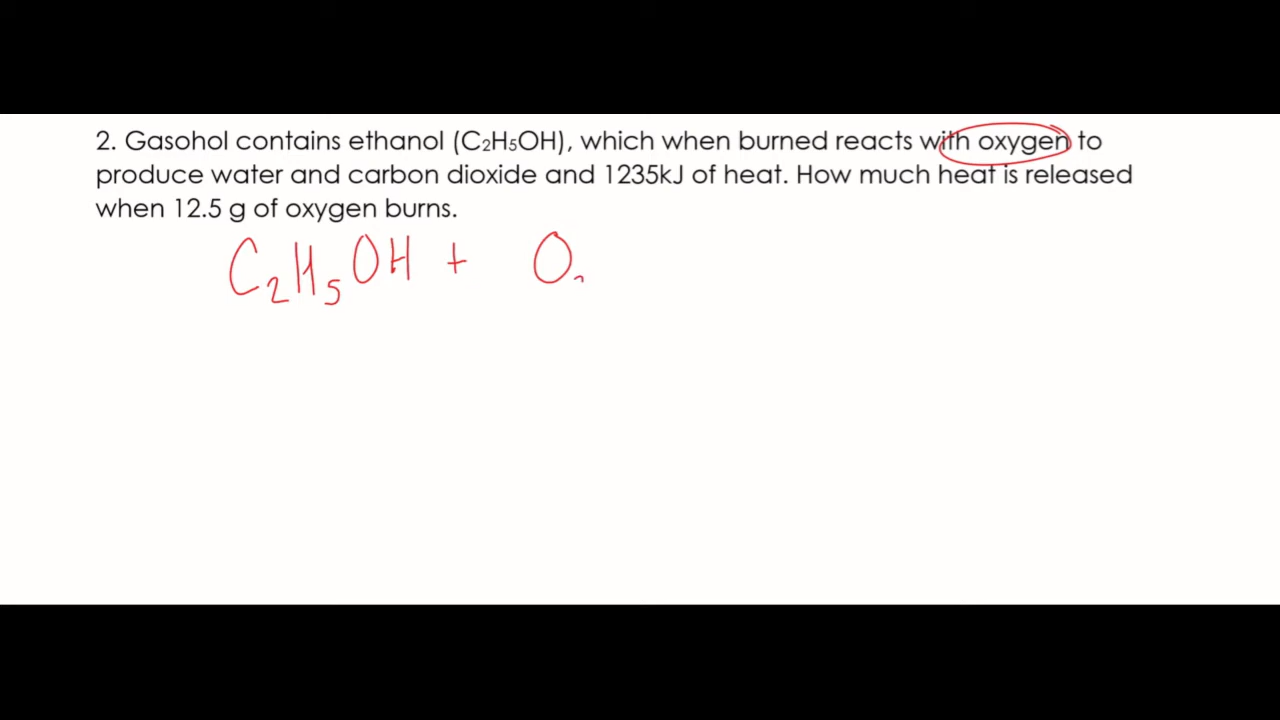 2. Gasohol contains ethanol (C₂H₅OH), which when burned reacts with oxygen to
produce water and carbon dioxide and 1235kJ of heat. How much heat is released
when 12.5 g of oxygen burns.
C₂H₅OH + O